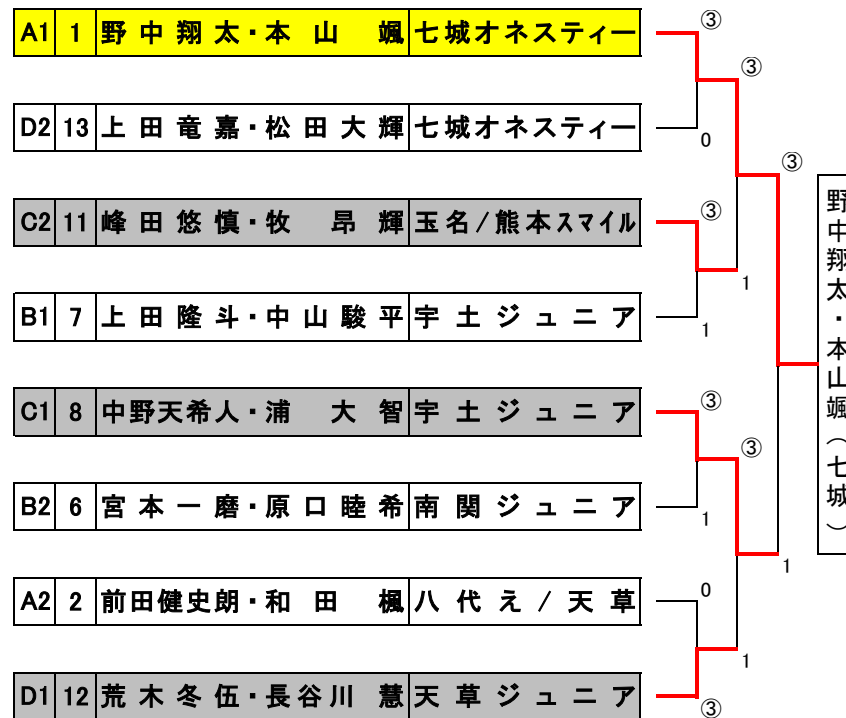 A1 1 野中翔太・本山 颯 七城オネスティー
③
③
D2 13 上田竜嘉・松田大輝 七城オネスティー
0
③
C2 11 峰田悠慎・牧 昂輝 玉名/熊本スマイル
③
1
B1 7 上田隆斗・中山駿平 宇土ジュニア
1
野中翔太・本山颯（七城）
C1 8 中野天希人・浦 大智 宇土ジュニア
③
③
B2 6 宮本一磨・原口睦希 南関ジュニア
1
1
A2 2 前田健史朗・和田 楓 八代え/天草
0
1
D1 12 荒木冬伍・長谷川 慧 天草ジュニア
③